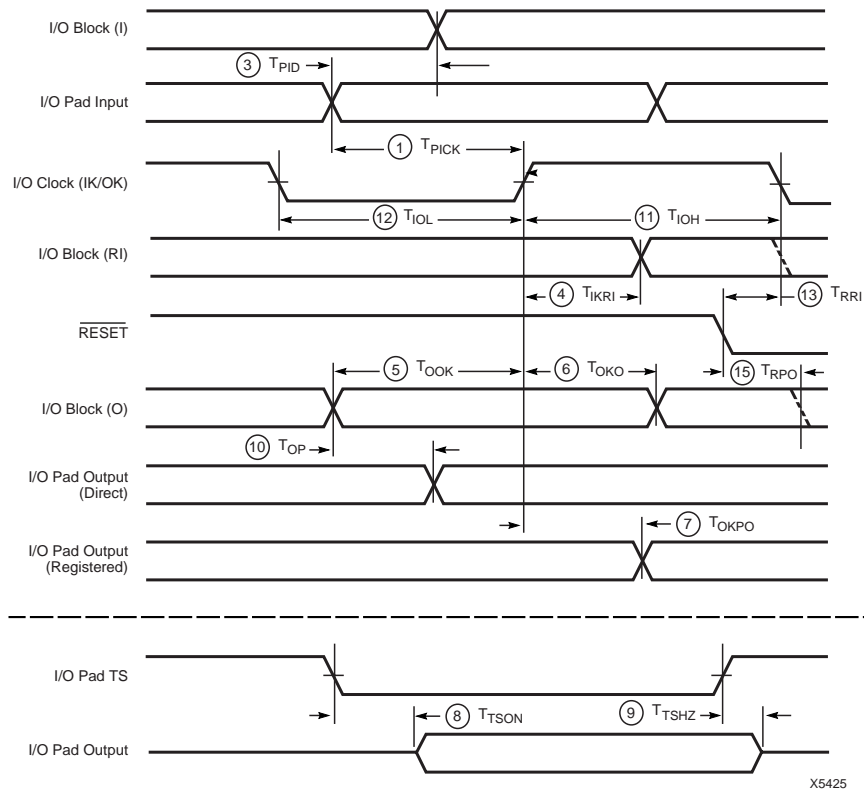 I/O Block (I)
3 TPID
I/O Pad Input
1 TPICK
I/O Clock (IK/OK)
12 TIOL
11 TIOH
I/O Block (RI)
4 TIKRI
13 TRRI
RESET
5 TOOK
6 TOKO
15 TRPO
I/O Block (O)
10 TOP
I/O Pad Output
(Direct)
7 TOKPO
I/O Pad Output
(Registered)
I/O Pad TS
8 TTSON
9 TTSHZ
I/O Pad Output
X5425